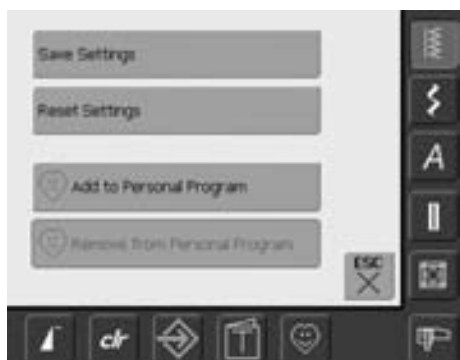 Save Settings
Reset Settings
Add to Personal Program
Remove from Personal Program
ESC
A
clr